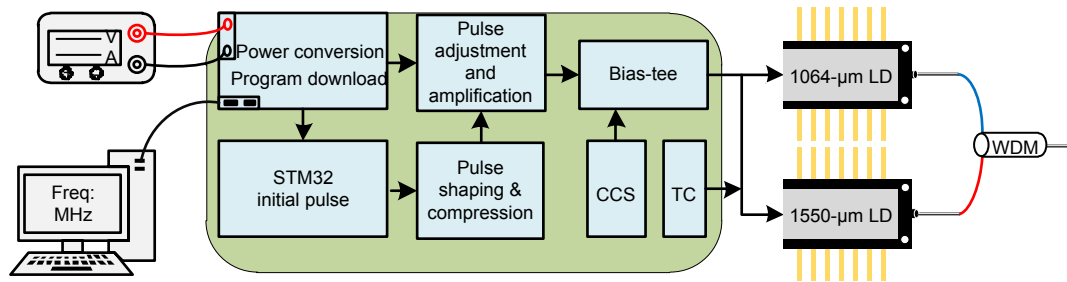 V
A
Power conversion
Program download
Pulse
adjustment
and
amplification
Bias-tee
1064-μm LD
WDM
Freq:
MHz
STM32
initial pulse
Pulse
shaping &
compression
CCS
TC
1550-μm LD